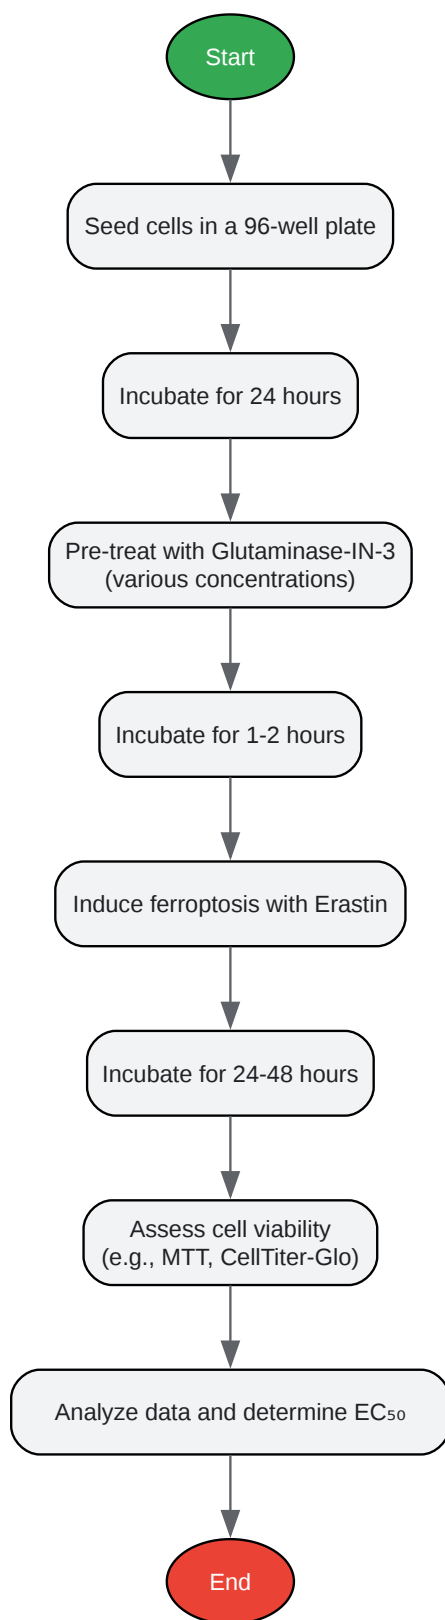 Start
Seed cells in a 96-well plate
Incubate for 24 hours
Pre-treat with Glutaminase-IN-3
(various concentrations)
Incubate for 1-2 hours
Induce ferroptosis with Erastin
Incubate for 24-48 hours
Assess cell viability
(e.g., MTT, CellTiter-Glo)
Analyze data and determine EC₅₀
End